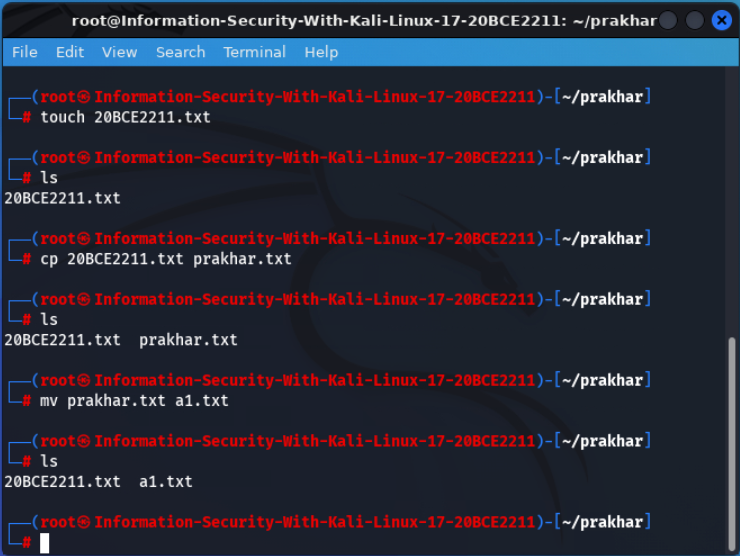 root@Information-Security-With-Kali-Linux-17-20BCE2211: ~/prakhar
File Edit View Search Terminal Help
┌──(root㉿Information-Security-With-Kali-Linux-17-20BCE2211)-[~/prakhar]
└─# touch 20BCE2211.txt
┌──(root㉿Information-Security-With-Kali-Linux-17-20BCE2211)-[~/prakhar]
└─# ls
20BCE2211.txt
┌──(root㉿Information-Security-With-Kali-Linux-17-20BCE2211)-[~/prakhar]
└─# cp 20BCE2211.txt prakhar.txt
┌──(root㉿Information-Security-With-Kali-Linux-17-20BCE2211)-[~/prakhar]
└─# ls
20BCE2211.txt  prakhar.txt
┌──(root㉿Information-Security-With-Kali-Linux-17-20BCE2211)-[~/prakhar]
└─# mv prakhar.txt a1.txt
┌──(root㉿Information-Security-With-Kali-Linux-17-20BCE2211)-[~/prakhar]
└─# ls
20BCE2211.txt  a1.txt
┌──(root㉿Information-Security-With-Kali-Linux-17-20BCE2211)-[~/prakhar]
└─#